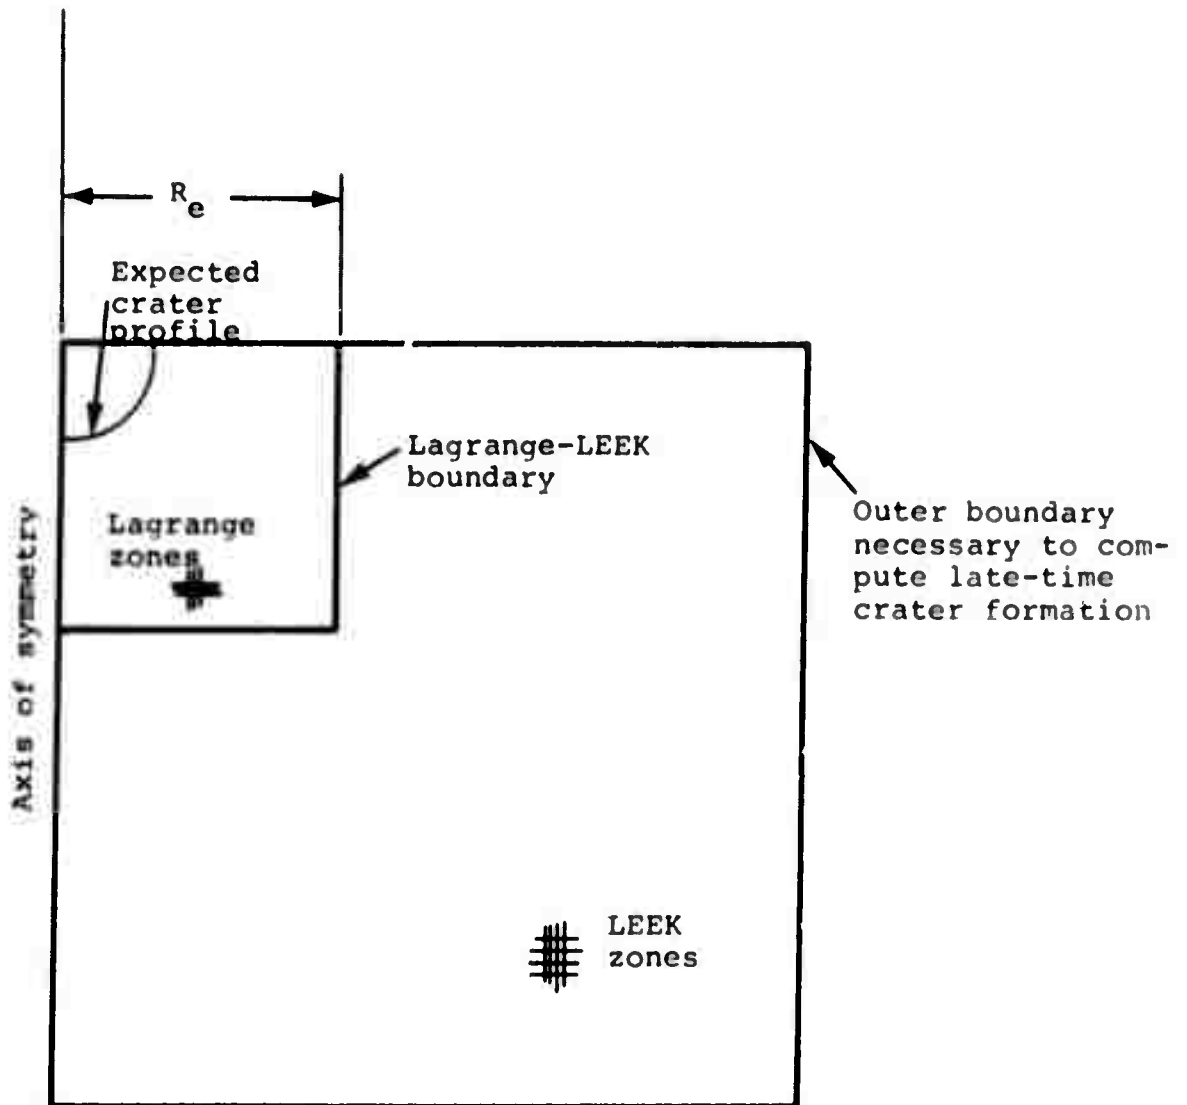 R_e
Expected
crater
profile
Lagrange-LEEK
boundary
Lagrange
zones
Outer boundary
necessary to com-
pute late-time
crater formation
Axis of symmetry
LEEK
zones